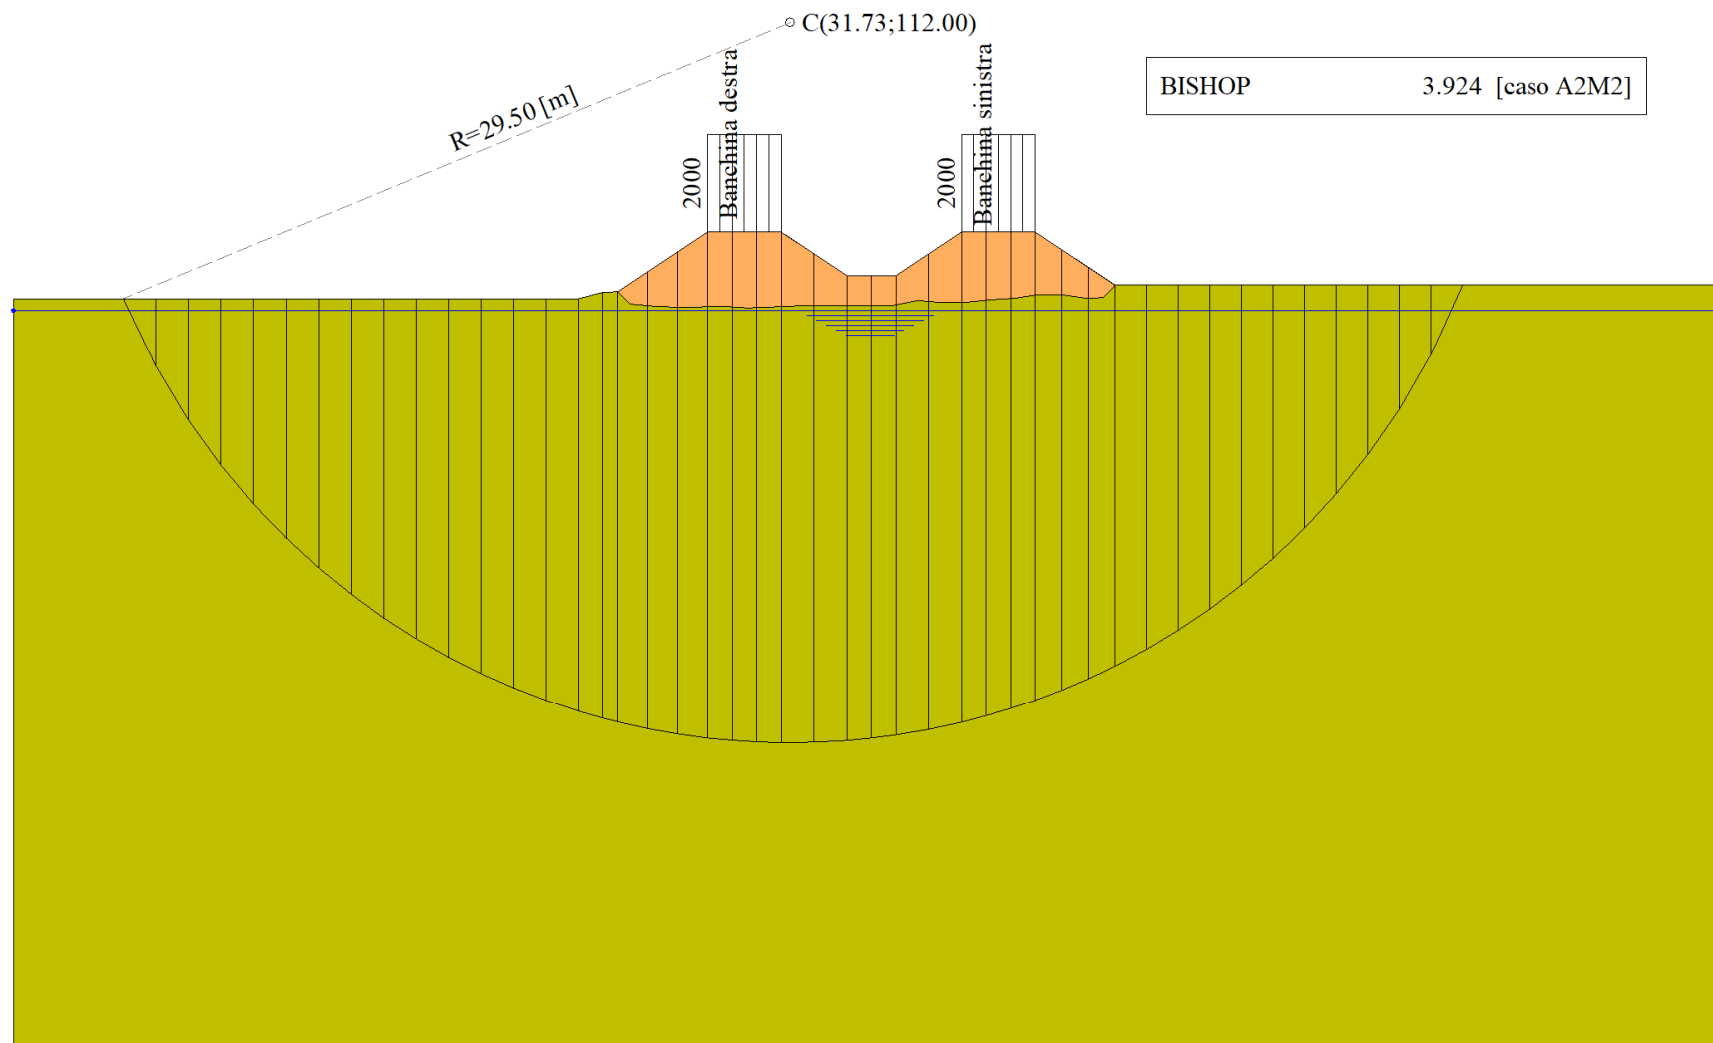 C(31.73;112.00)
R=29.50 [m]
BISHOP 3.924 [caso A2M2]
2000
Banchina destra
2000
Banchina sinistra